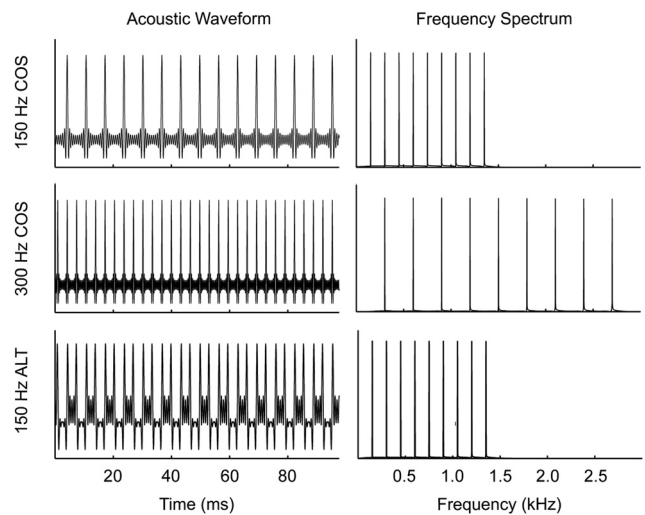 Acoustic Waveform
Frequency Spectrum
150 Hz COS
300 Hz COS
150 Hz ALT
20 40 60 80
0.5 1.0 1.5 2.0 2.5
Time (ms)
Frequency (kHz)